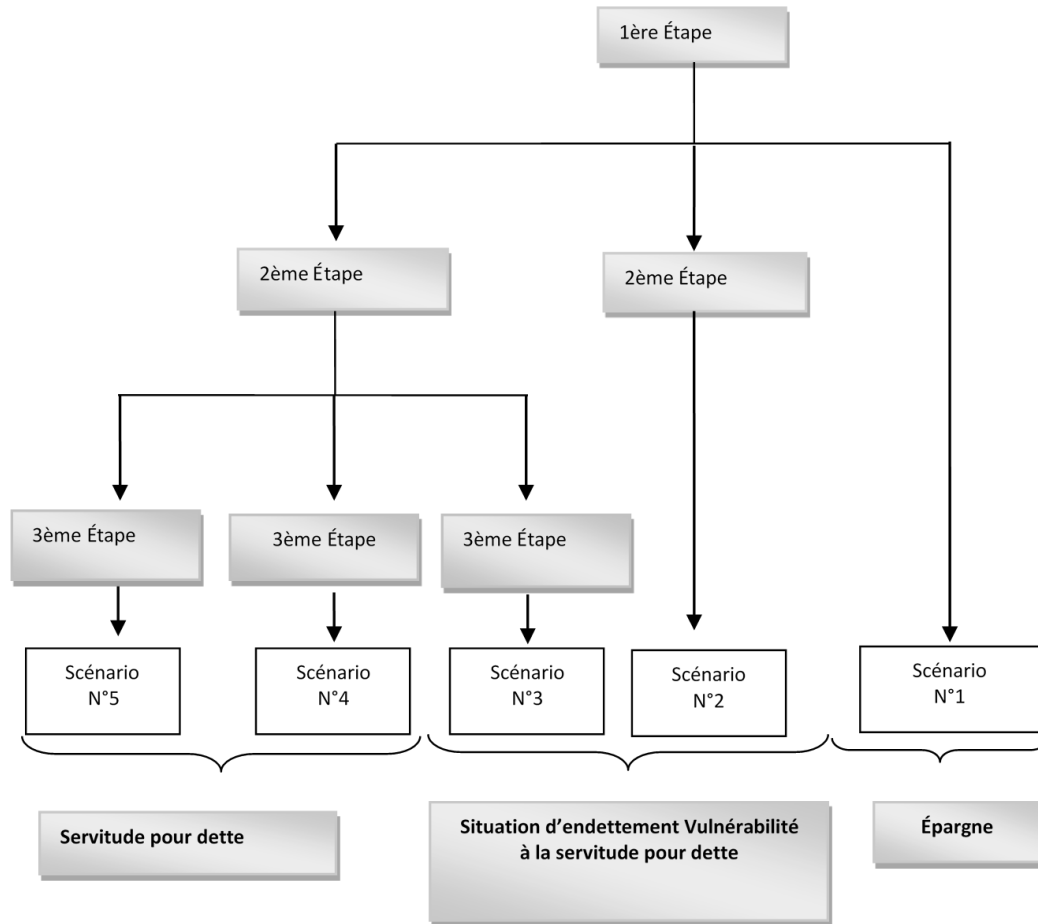 1ère Étape
2ème Étape
2ème Étape
3ème Étape
3ème Étape
3ème Étape
Scénario
N°5
Scénario
N°4
Scénario
N°3
Scénario
N°2
Scénario
N°1
Servitude pour dette
Situation d'endettement Vulnérabilité
à la servitude pour dette
Épargne